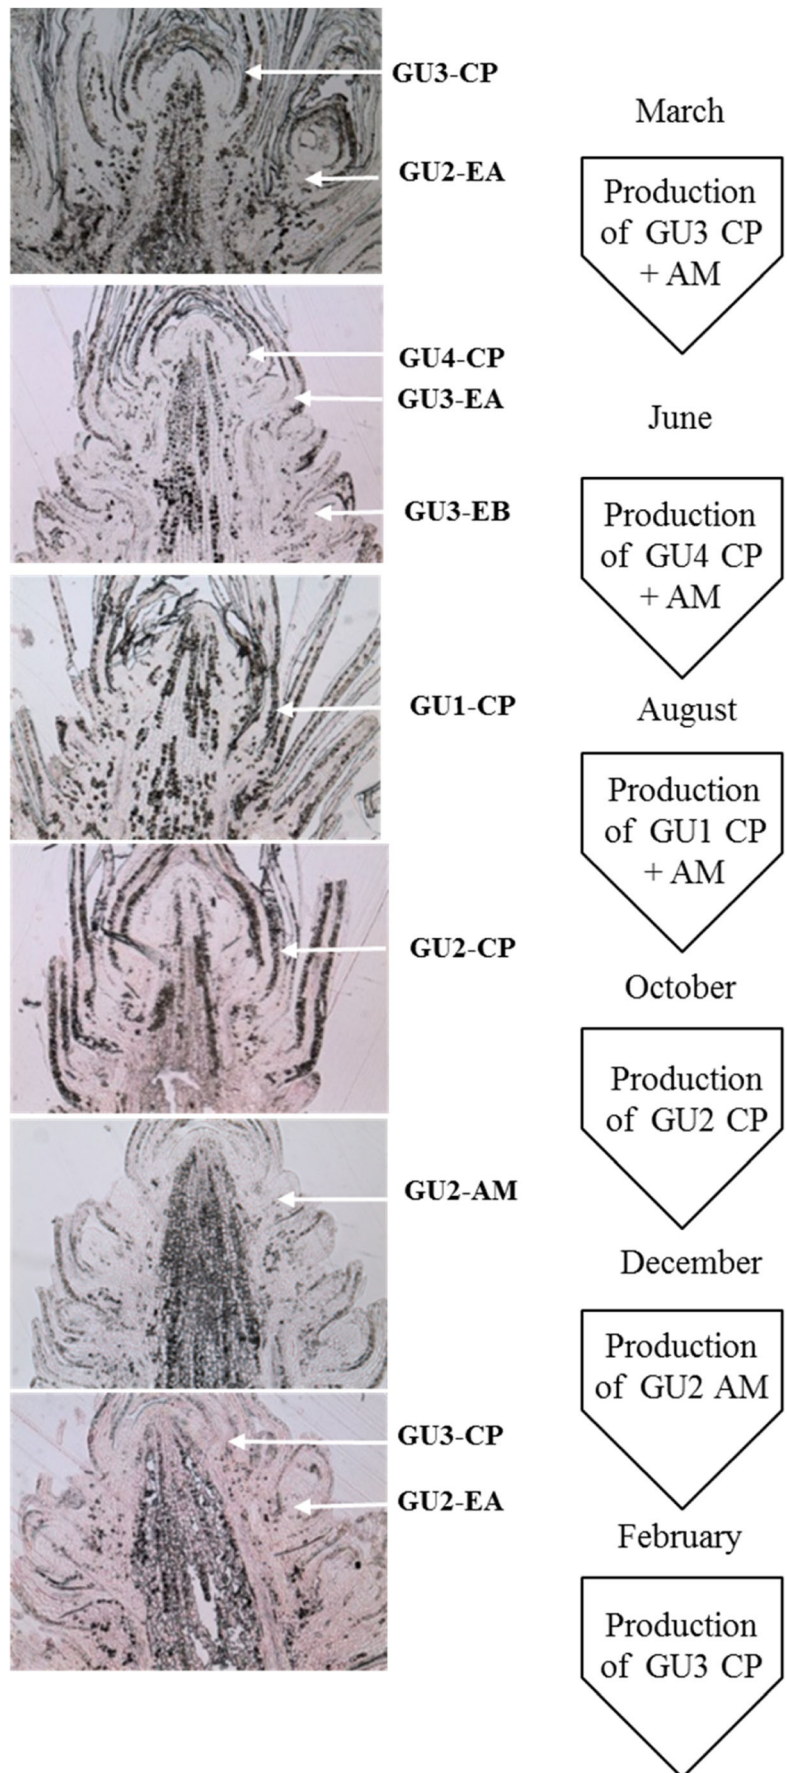 GU3-CP
March
GU2-EA
Production
of GU3 CP
+ AM
GU4-CP
GU3-EA
June
GU3-EB
Production
of GU4 CP
+ AM
GU1-CP
August
Production
of GU1 CP
+ AM
GU2-CP
October
Production
of GU2 CP
GU2-AM
December
Production
of GU2 AM
GU3-CP
GU2-EA
February
Production
of GU3 CP